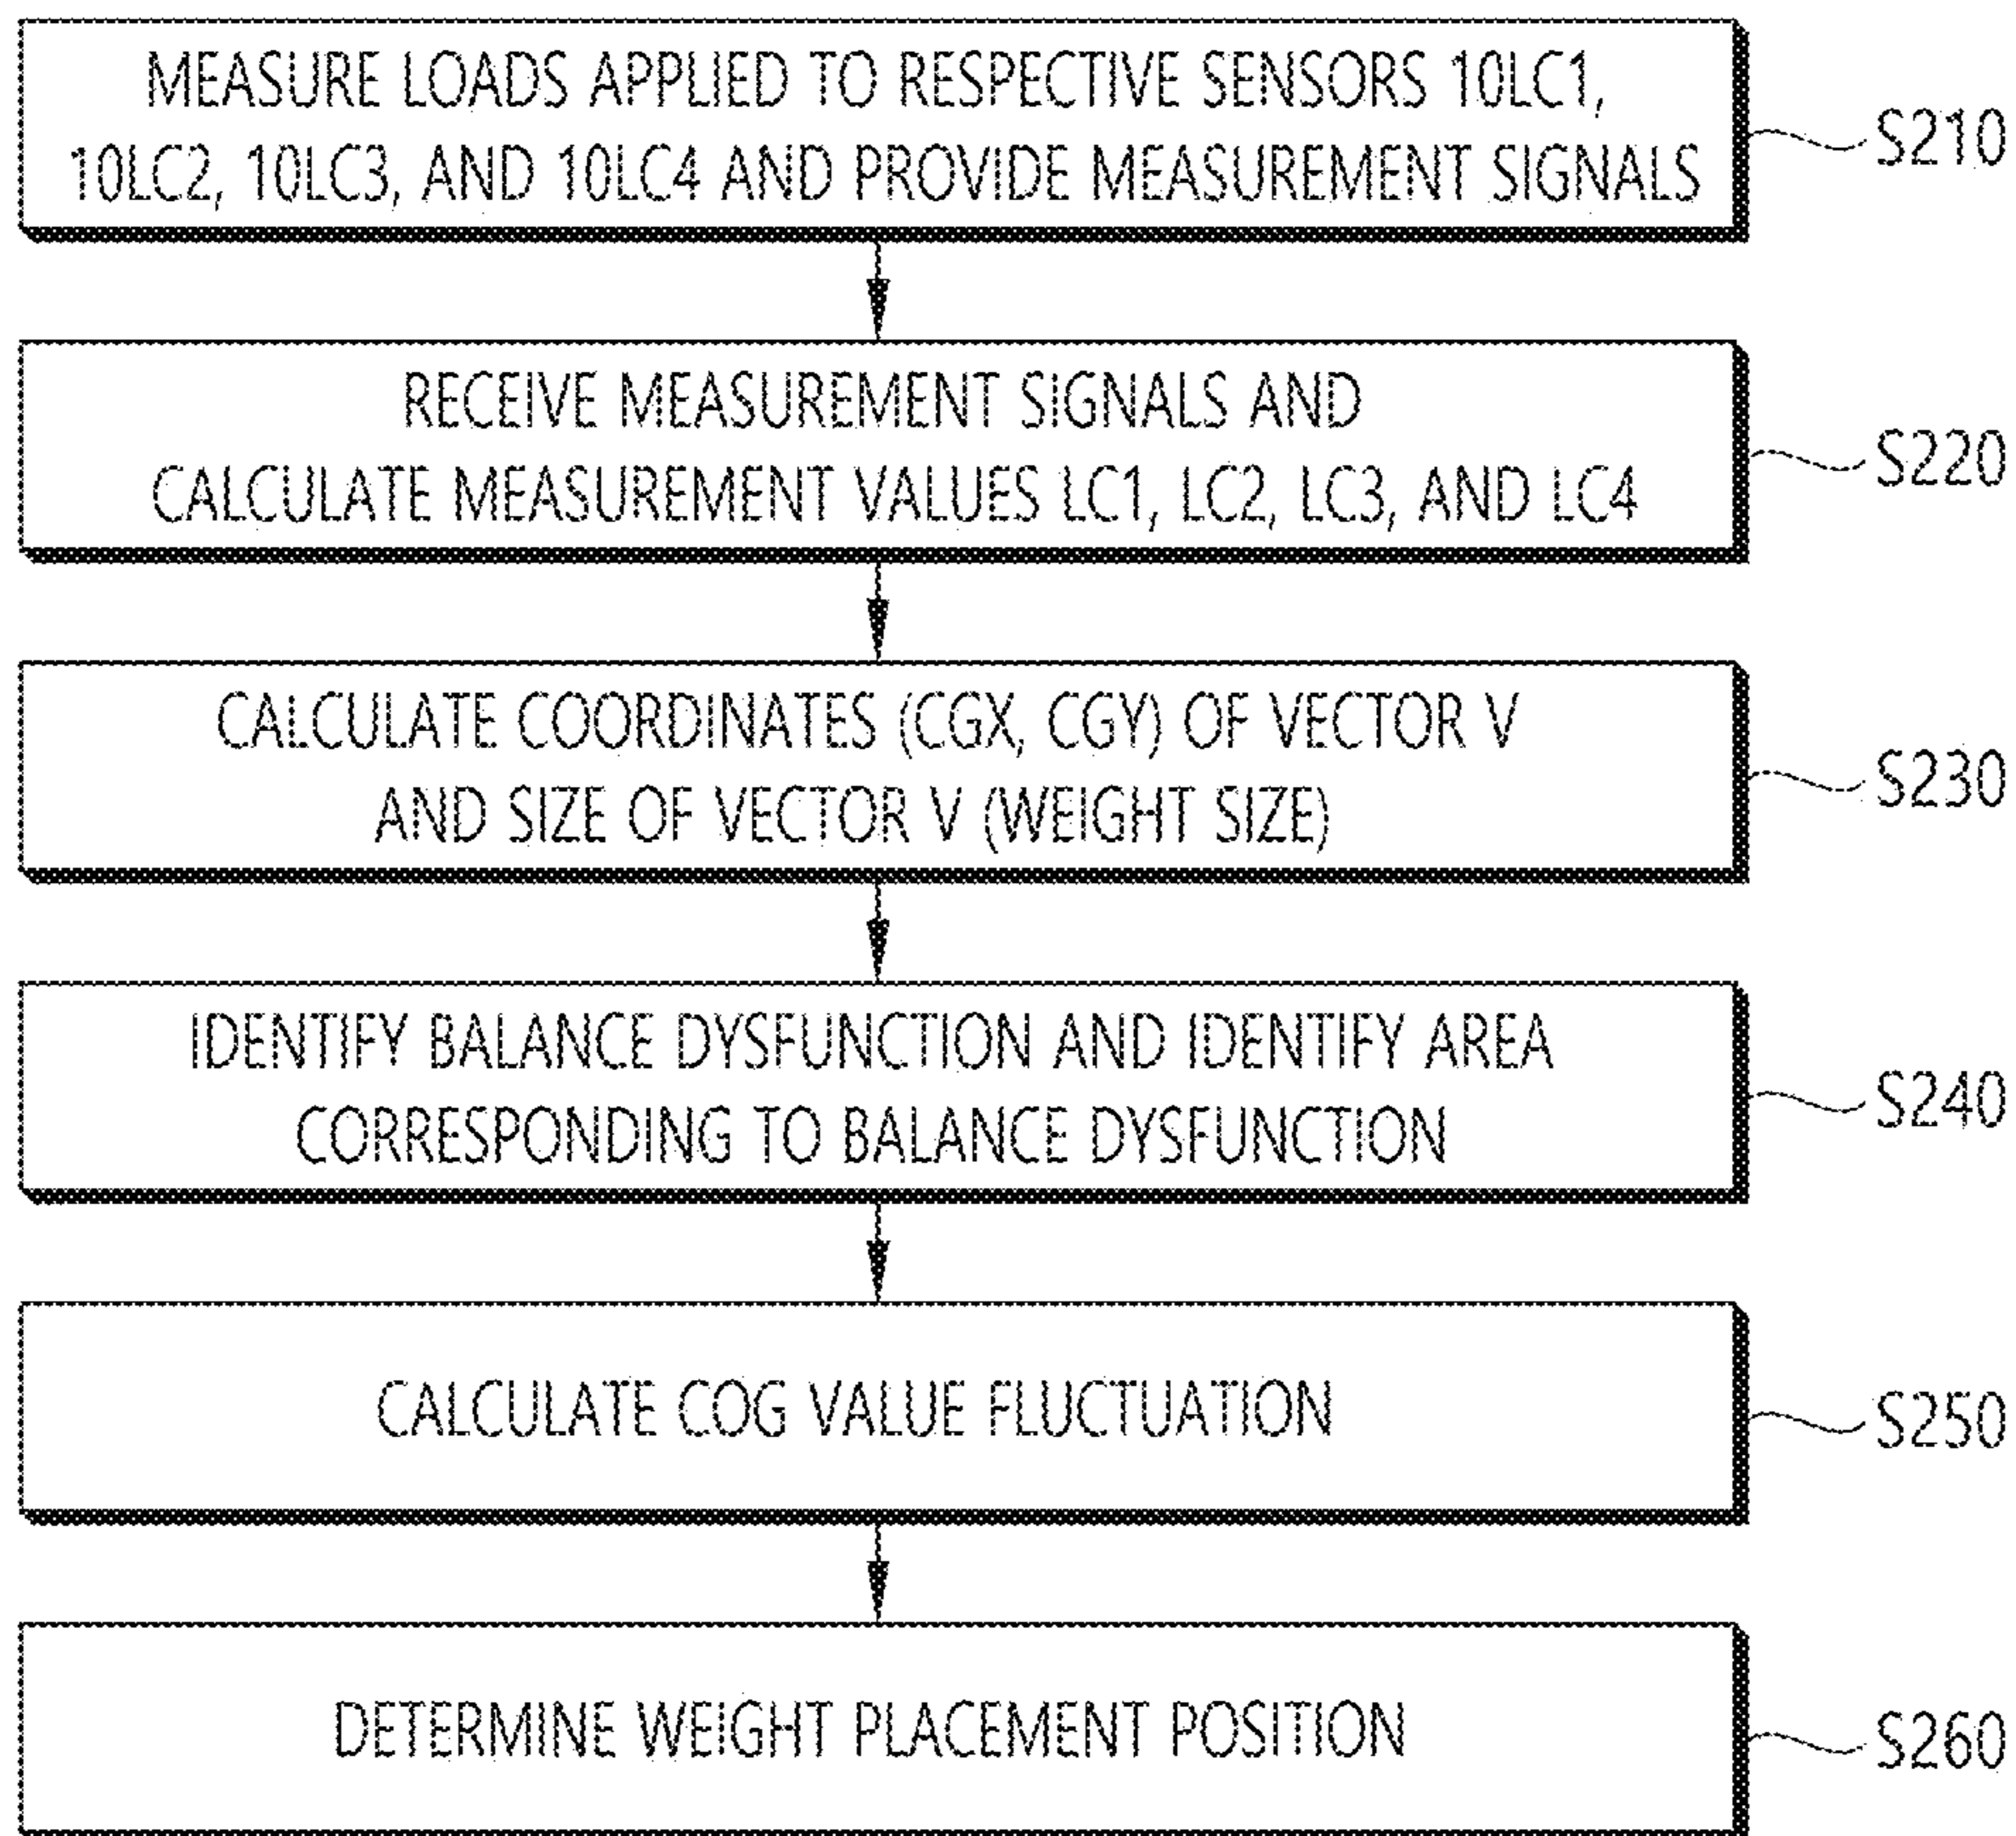 MEASURE LOADS APPLIED TO RESPECTIVE SENSORS 10LC1,
10LC2, 10LC3, AND 10LC4 AND PROVIDE MEASUREMENT SIGNALS
S210
RECEIVE MEASUREMENT SIGNALS AND
CALCULATE MEASUREMENT VALUES LC1, LC2, LC3, AND LC4
S220
CALCULATE COORDINATES (CGX, CGY) OF VECTOR V
AND SIZE OF VECTOR V (WEIGHT SIZE)
S230
IDENTIFY BALANCE DYSFUNCTION AND IDENTIFY AREA
CORRESPONDING TO BALANCE DYSFUNCTION
S240
CALCULATE COG VALUE FLUCTUATION
S250
DETERMINE WEIGHT PLACEMENT POSITION
S260